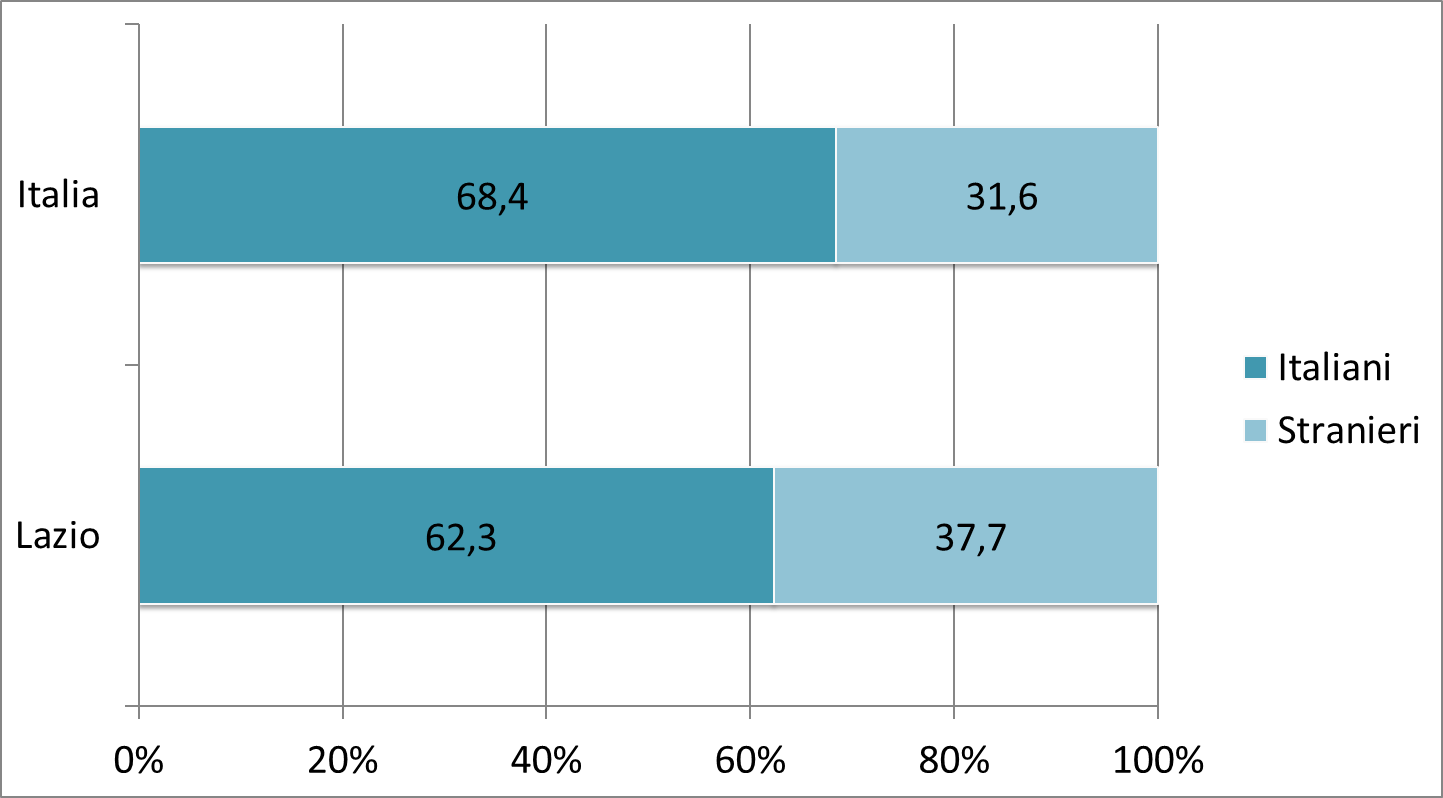 Italia
68,4
31,6
Italiani
Stranieri
Lazio
62,3
37,7
0%
20%
40%
60%
80%
100%